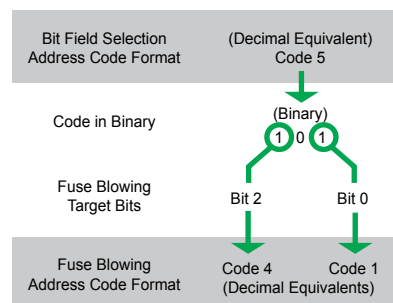 Bit Field Selection
Address Code Format
(Decimal Equivalent)
Code 5
Code in Binary
(Binary)
1 0 1
Fuse Blowing
Target Bits
Bit 2
Bit 0
Fuse Blowing
Address Code Format
Code 4
Code 1
(Decimal Equivalents)